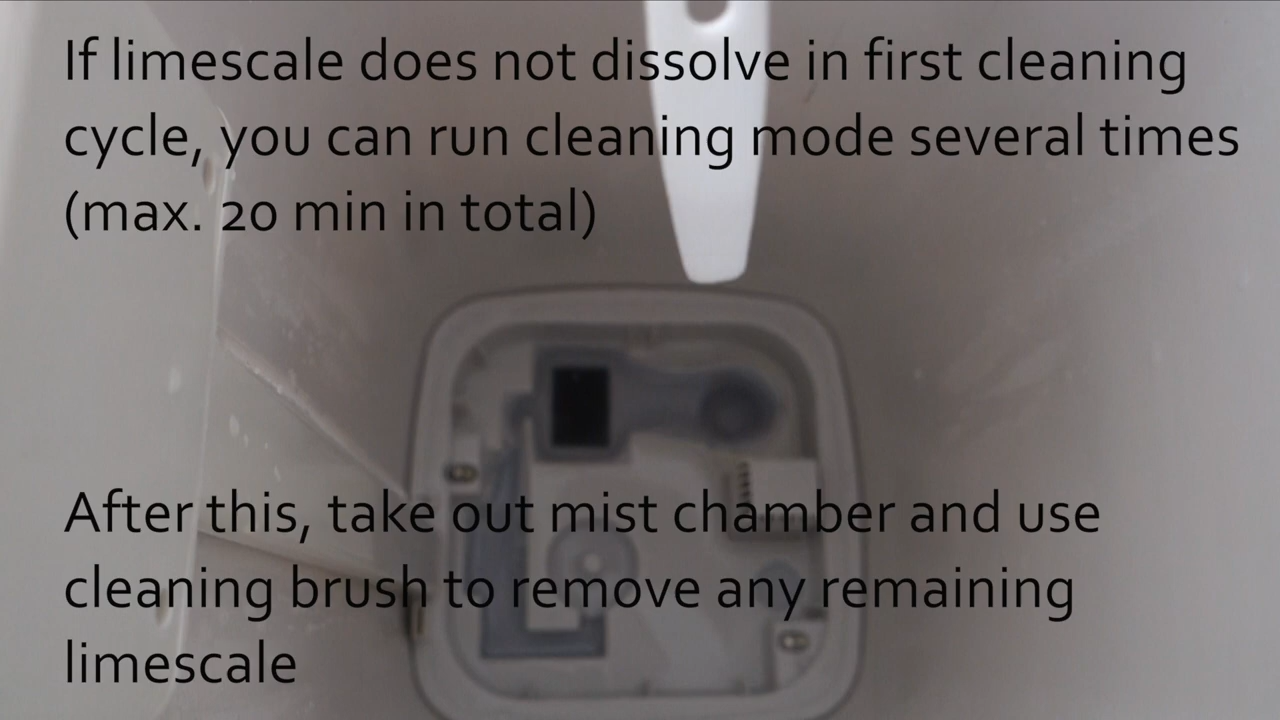 If limescale does not dissolve in first cleaning
cycle, you can run cleaning mode several times
(max. 20 min in total)
After this, take out mist chamber and use
cleaning brush to remove any remaining
limescale